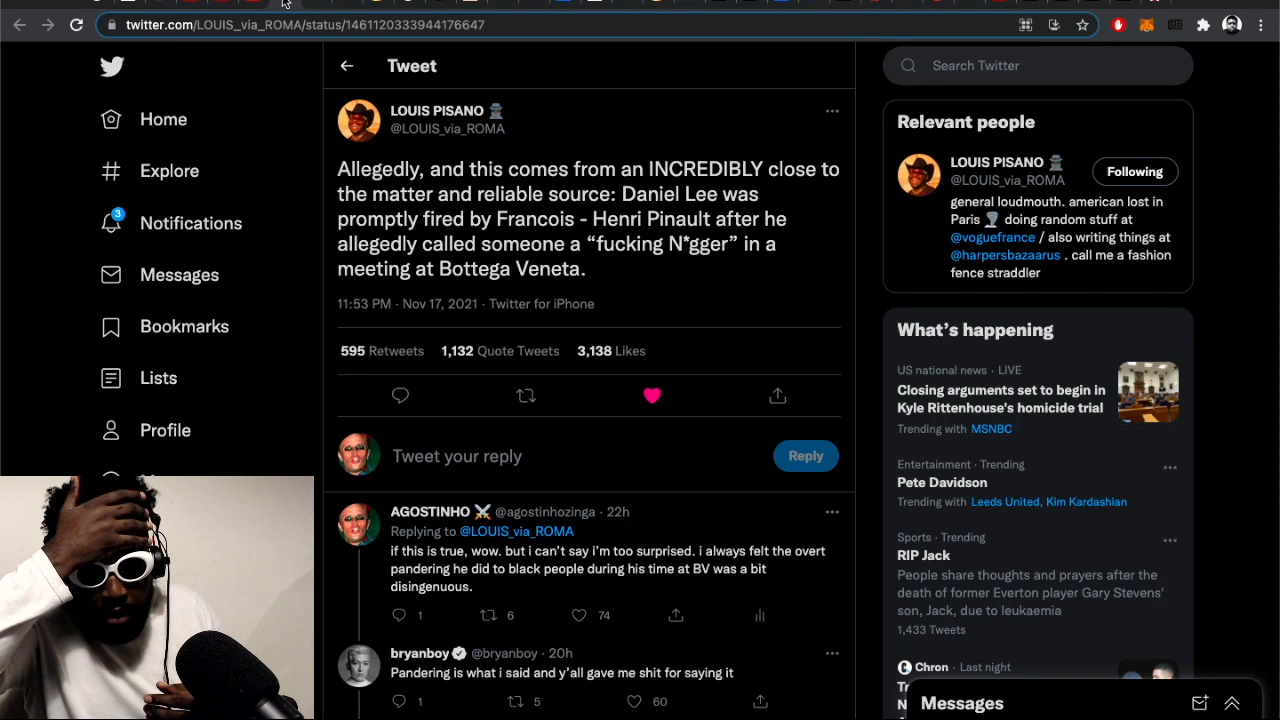 twitter.com/LOUIS_via_ROMA/status/1461120333944176647
Home
Explore
3
Notifications
Messages
Bookmarks
Lists
Profile
Tweet
LOUIS PISANO
@LOUIS_via_ROMA
Allegedly, and this comes from an INCREDIBLY close to
the matter and reliable source: Daniel Lee was
promptly fired by Francois - Henri Pinault after he
allegedly called someone a “fucking N*gger” in a
meeting at Bottega Veneta.
11:53 PM · Nov 17, 2021 · Twitter for iPhone
595 Retweets 1,132 Quote Tweets 3,138 Likes
Tweet your reply
Reply
AGOSTINHO @agostinhozinga · 22h
Replying to @LOUIS_via_ROMA
if this is true, wow. but i can’t say i’m too surprised. i always felt the overt
pandering he did to black people during his time at BV was a bit
disingenuous.
1 6 74
bryanboy @bryanboy · 20h
Pandering is what i said and y’all gave me shit for saying it
1 5 60
Search Twitter
Relevant people
LOUIS PISANO
@LOUIS_via_ROMA
Following
general loudmouth. american lost in
Paris doing random stuff at
@voguefrance / also writing things at
@harpersbazaarus . call me a fashion
fence straddler
What’s happening
US national news · LIVE
Closing arguments set to begin in
Kyle Rittenhouse's homicide trial
Trending with MSNBC
Entertainment · Trending
Pete Davidson
Trending with Leeds United, Kim Kardashian
Sports · Trending
RIP Jack
People share thoughts and prayers after the
death of former Everton player Gary Stevens’
son, Jack, due to leukaemia
1,433 Tweets
Chron · Last night
Messages